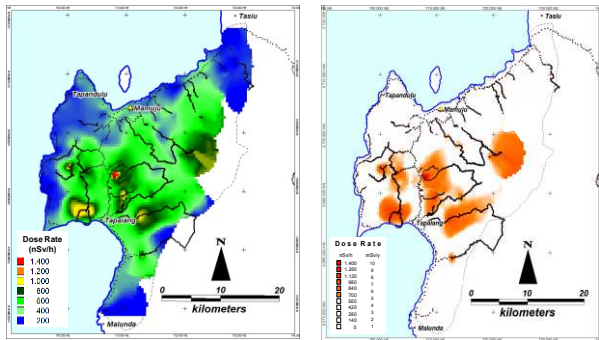 Tasiu
Tapandulu
Mamuju
Tapalang
Dose Rate
(nSv/h)
1.400
1.200
1.000
800
600
400
200
N
0 10 20
kilometers
Malunda
Tasiu
Tapandulu
Mamuju
Tapalang
Dose Rate
nSv/h mSv/y
1.400 10
1.260 9
1.120 8
980 7
840 6
700 5
560 4
420 3
280 2
140 1
0
N
0 10 20
kilometers
Malunda